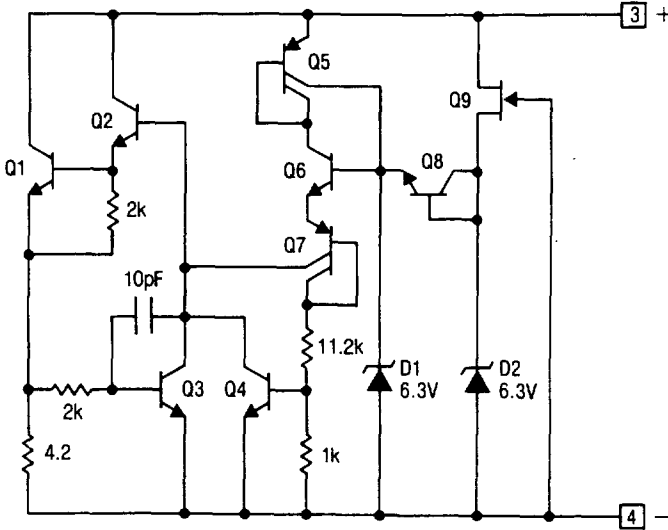 3 +
Q5
Q9
Q2
Q8
Q1
Q6
2k
Q7
10pF
11.2k
D1
6.3V
D2
6.3V
Q3
Q4
2k
4.2
1k
4 −